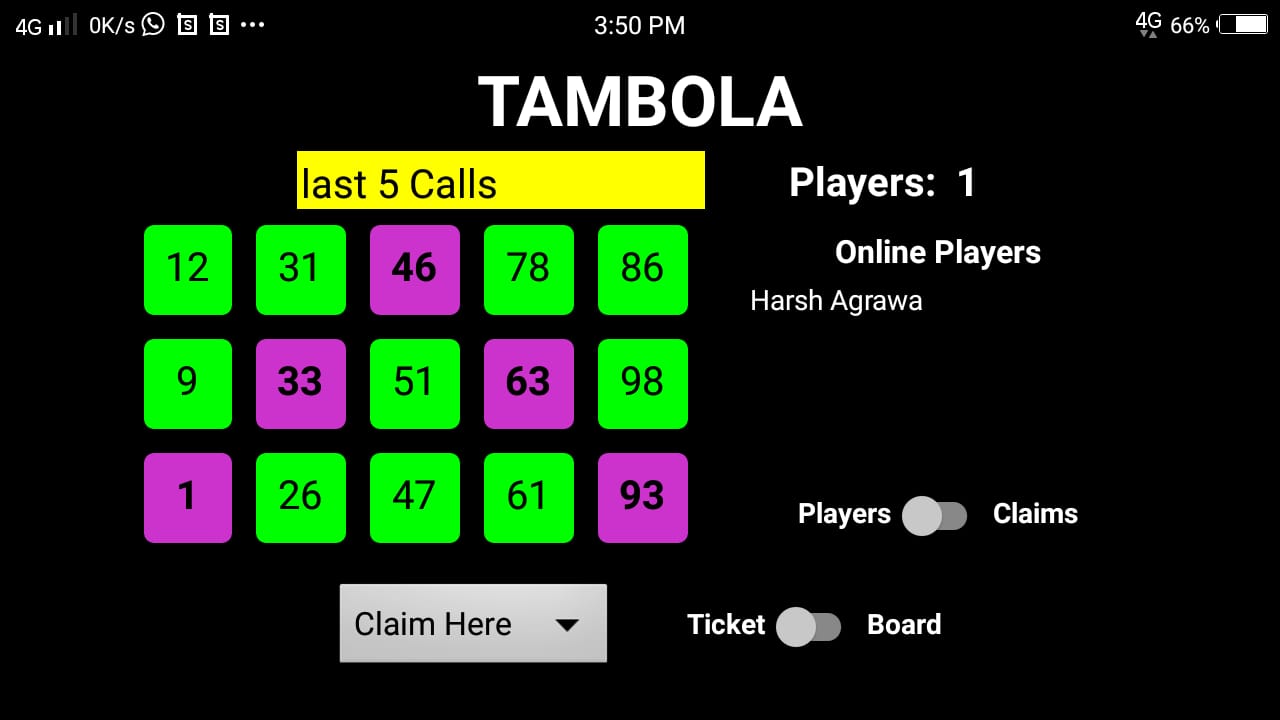 4G 0K/s S S 3:50 PM 4G 66%
TAMBOLA
last 5 Calls Players: 1
12 31 46 78 86
Online Players
Harsh Agrawa
9 33 51 63 98
1 26 47 61 93
Players Claims
Claim Here Ticket Board